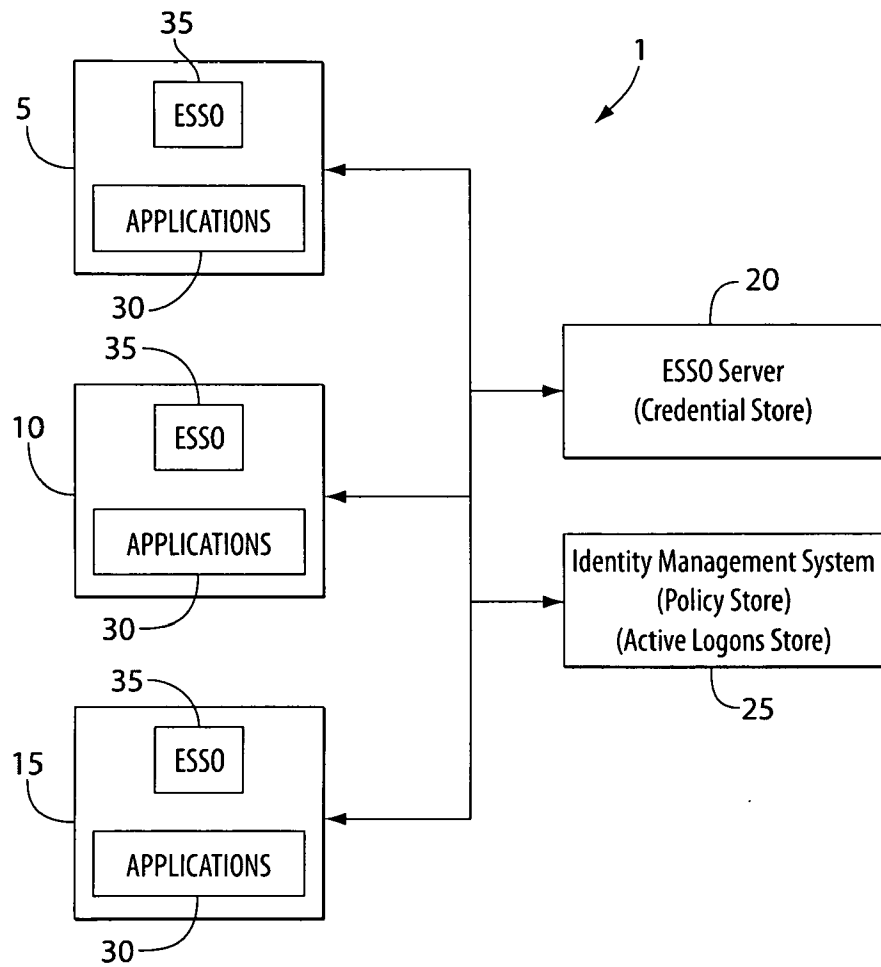 35
1
5
ESSO
APPLICATIONS
30
20
35
ESSO Server
(Credential Store)
10
ESSO
APPLICATIONS
Identity Management System
(Policy Store)
(Active Logons Store)
30
35
25
15
ESSO
APPLICATIONS
30